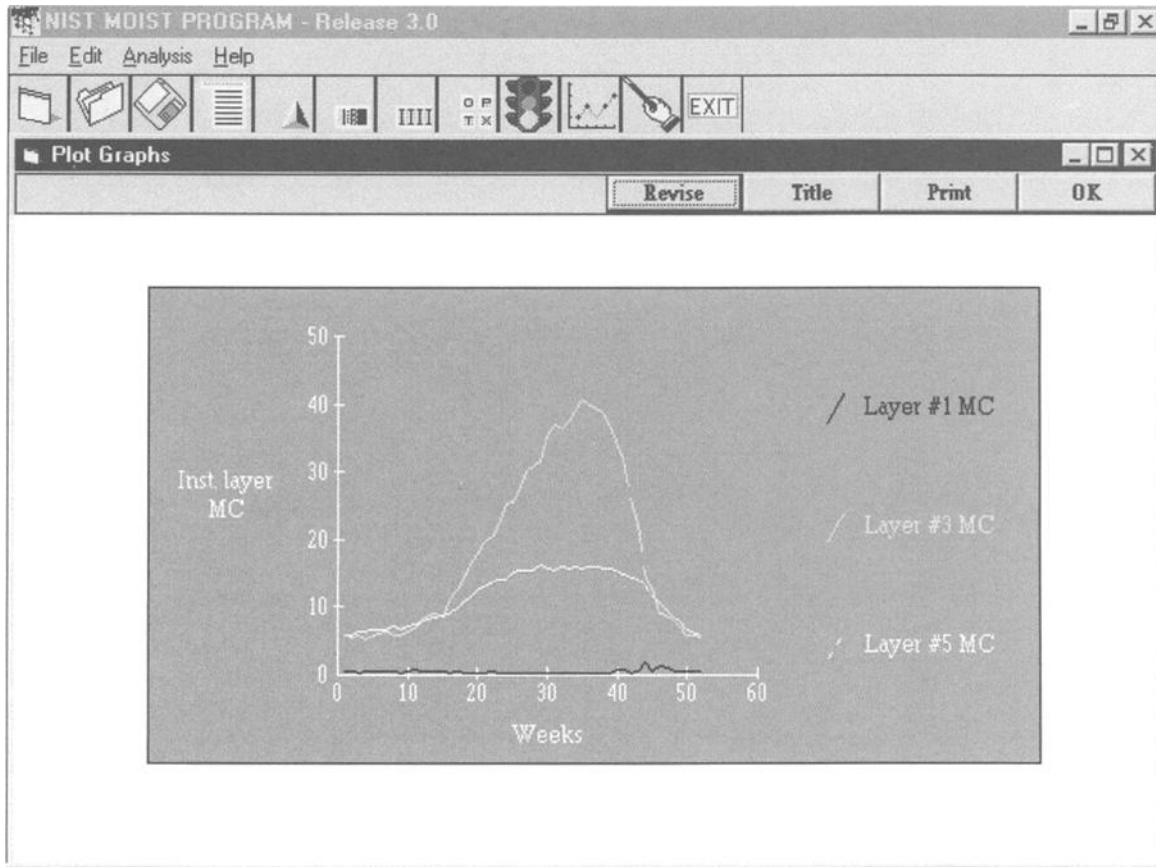 NIST MOIST PROGRAM - Release 3.0
File Edit Analysis Help
O P
T X
EXIT
Plot Graphs
Revise Title Print OK
50
40
30
20
10
0
Inst. layer
MC
0 10 20 30 40 50 60
Weeks
Layer #1 MC
Layer #3 MC
Layer #5 MC